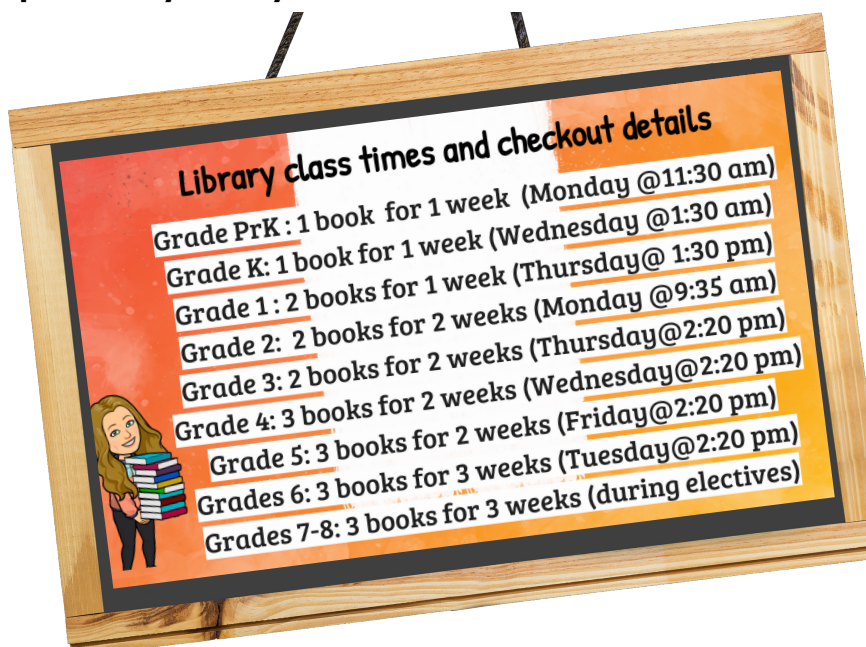 Library class times and checkout details
Grade PrK : 1 book for 1 week (Monday @11:30 am)
Grade K: 1 book for 1 week (Wednesday @1:30 am)
Grade 1 : 2 books for 1 week (Thursday@ 1:30 pm)
Grade 2: 2 books for 2 weeks (Monday @9:35 am)
Grade 3: 2 books for 2 weeks (Thursday@2:20 pm)
Grade 4: 3 books for 2 weeks (Wednesday@2:20 pm)
Grade 5: 3 books for 2 weeks (Friday@2:20 pm)
Grades 6: 3 books for 3 weeks (Tuesday@2:20 pm)
Grades 7-8: 3 books for 3 weeks (during electives)